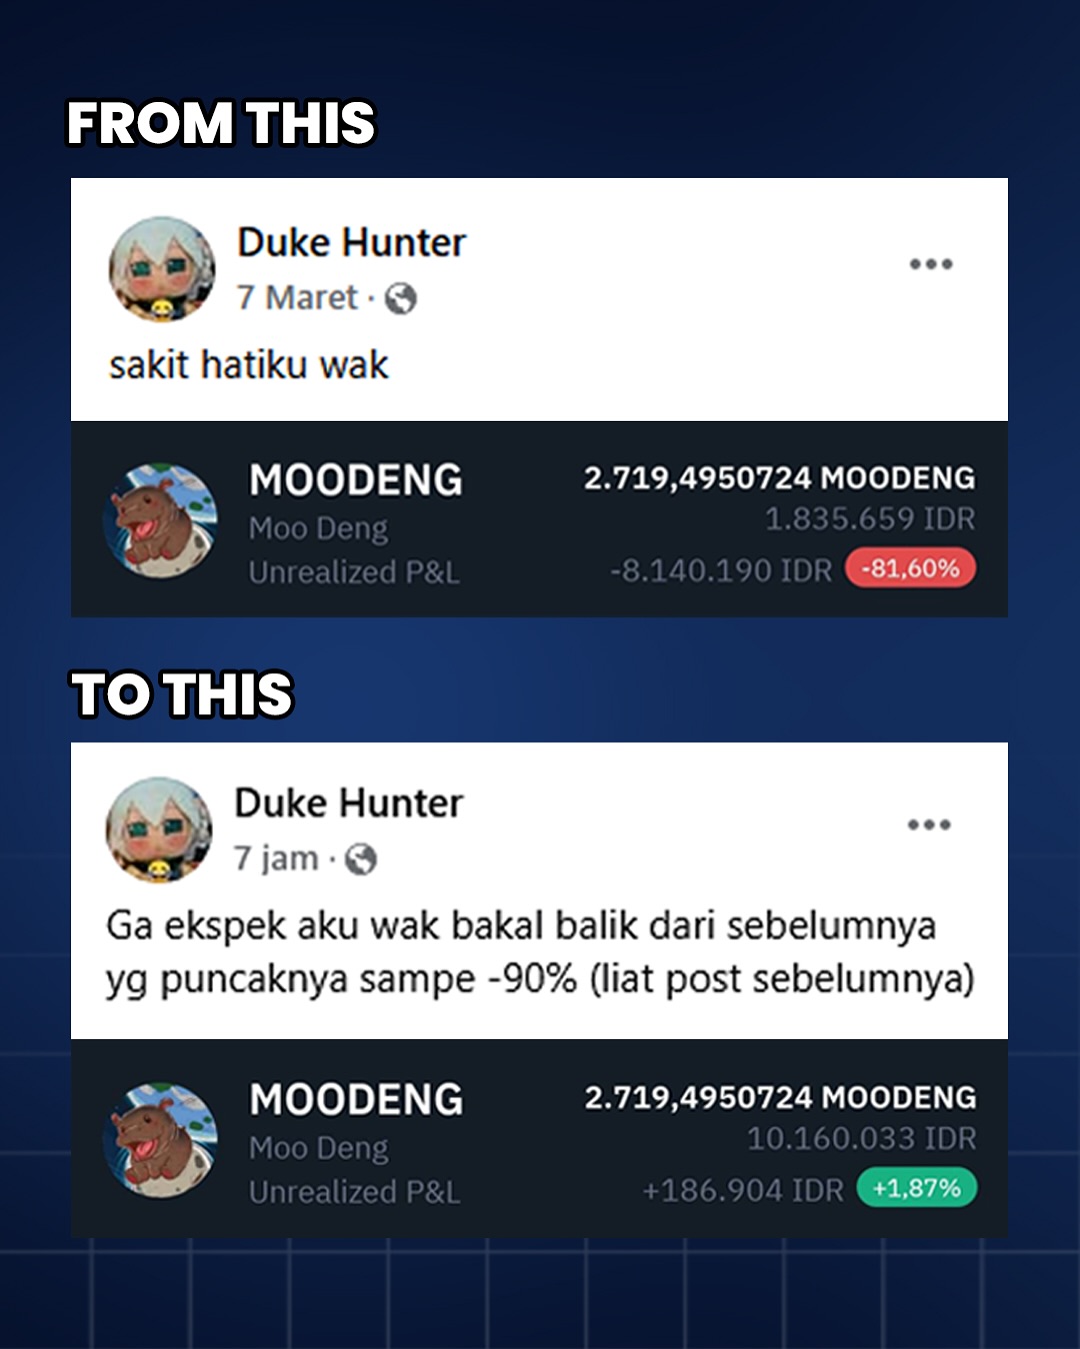 FROM THIS
Duke Hunter
7 Maret ·
sakit hatiku wak
MOODENG
2.719,4950724 MOODENG
Moo Deng
1.835.659 IDR
Unrealized P&L
-8.140.190 IDR
-81,60%
TO THIS
Duke Hunter
7 jam ·
Ga ekspek aku wak bakal balik dari sebelumnya
yg puncaknya sampe -90% (liat post sebelumnya)
MOODENG
2.719,4950724 MOODENG
Moo Deng
10.160.033 IDR
Unrealized P&L
+186.904 IDR
+1,87%